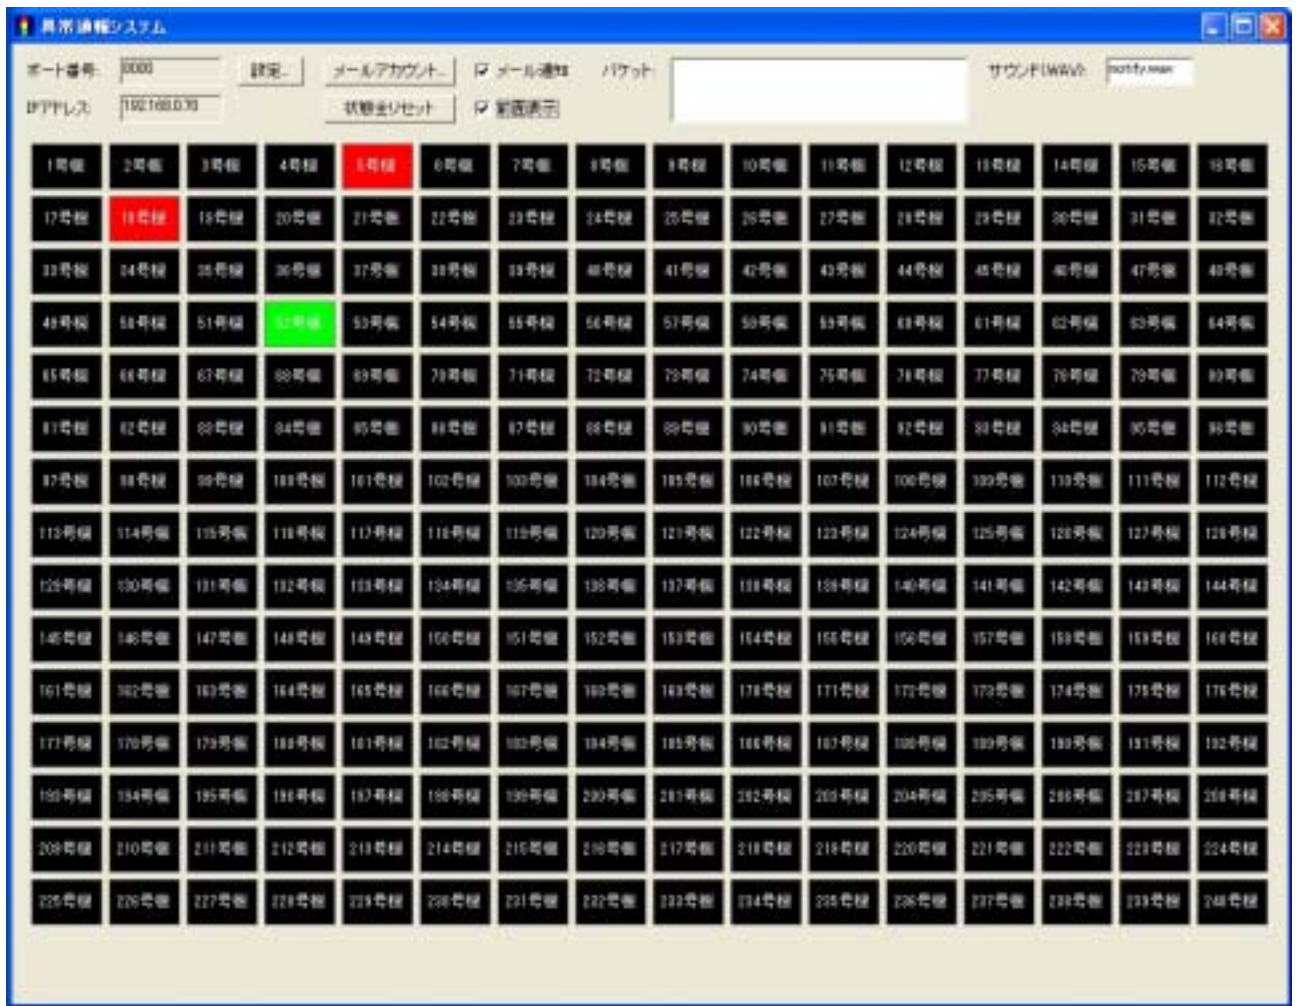 異常通報システム
ポート番号: 設定... メールアカウント... メール通知 パケット: サウンド(WAV): notify.wav
IPアドレス: 192.168.0.70 状態全リセット 前面表示
1号機 2号機 3号機 4号機 5号機 6号機 7号機 8号機 9号機 10号機 11号機 12号機 13号機 14号機 15号機 16号機
17号機 18号機 19号機 20号機 21号機 22号機 23号機 24号機 25号機 26号機 27号機 28号機 29号機 30号機 31号機 32号機
33号機 34号機 35号機 36号機 37号機 38号機 39号機 40号機 41号機 42号機 43号機 44号機 45号機 46号機 47号機 48号機
49号機 50号機 51号機 52号機 53号機 54号機 55号機 56号機 57号機 58号機 59号機 60号機 61号機 62号機 63号機 64号機
65号機 66号機 67号機 68号機 69号機 70号機 71号機 72号機 73号機 74号機 75号機 76号機 77号機 78号機 79号機 80号機
81号機 82号機 83号機 84号機 85号機 86号機 87号機 88号機 89号機 90号機 91号機 92号機 93号機 94号機 95号機 96号機
97号機 98号機 99号機 100号機 101号機 102号機 103号機 104号機 105号機 106号機 107号機 108号機 109号機 110号機 111号機 112号機
113号機 114号機 115号機 116号機 117号機 118号機 119号機 120号機 121号機 122号機 123号機 124号機 125号機 126号機 127号機 128号機
129号機 130号機 131号機 132号機 133号機 134号機 135号機 136号機 137号機 138号機 139号機 140号機 141号機 142号機 143号機 144号機
145号機 146号機 147号機 148号機 149号機 150号機 151号機 152号機 153号機 154号機 155号機 156号機 157号機 158号機 159号機 160号機
161号機 162号機 163号機 164号機 165号機 166号機 167号機 168号機 169号機 170号機 171号機 172号機 173号機 174号機 175号機 176号機
177号機 178号機 179号機 180号機 181号機 182号機 183号機 184号機 185号機 186号機 187号機 188号機 189号機 190号機 191号機 192号機
193号機 194号機 195号機 196号機 197号機 198号機 199号機 200号機 201号機 202号機 203号機 204号機 205号機 206号機 207号機 208号機
209号機 210号機 211号機 212号機 213号機 214号機 215号機 216号機 217号機 218号機 219号機 220号機 221号機 222号機 223号機 224号機
225号機 226号機 227号機 228号機 229号機 230号機 231号機 232号機 233号機 234号機 235号機 236号機 237号機 238号機 239号機 240号機